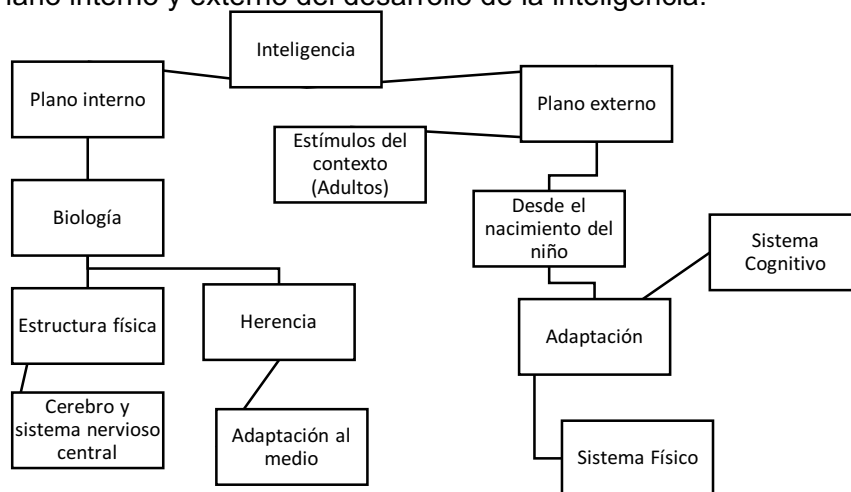 Plano interno y externo del desarrollo de la inteligencia.
Inteligencia
Plano interno
Plano externo
Estímulos del
contexto
(Adultos)
Biología
Desde el
nacimiento del
niño
Sistema
Cognitivo
Estructura física
Herencia
Adaptación
Cerebro y
sistema nervioso
central
Adaptación al
medio
Sistema Físico